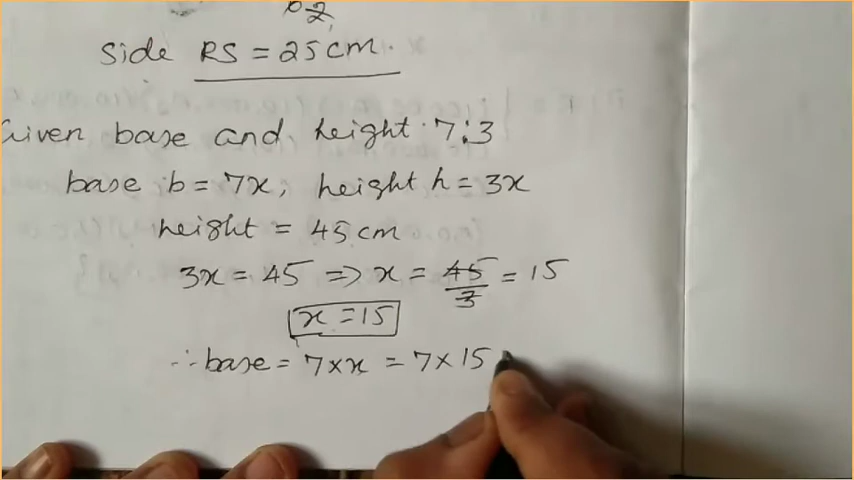 Side RS = 25cm.
Given base and height 7:3
base b = 7x, height h = 3x
height = 45 cm
3x = 45 => x = 45/3 = 15
x = 15
∴ base = 7×x = 7×15